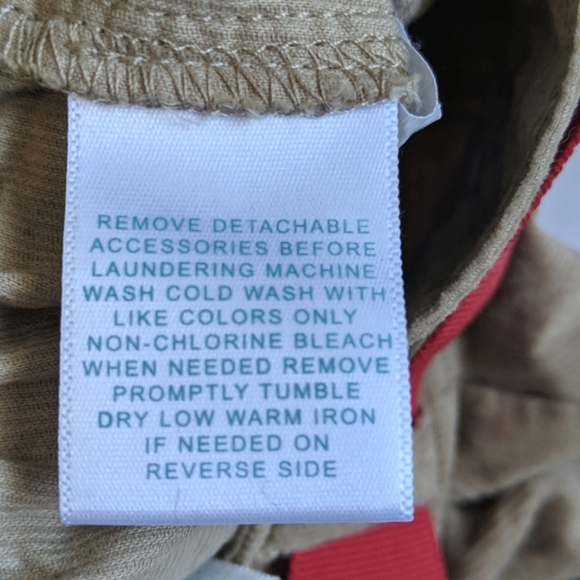 REMOVE DETACHABLE
ACCESSORIES BEFORE
LAUNDERING MACHINE
WASH COLD WASH WITH
LIKE COLORS ONLY
NON-CHLORINE BLEACH
WHEN NEEDED REMOVE
PROMPTLY TUMBLE
DRY LOW WARM IRON
IF NEEDED ON
REVERSE SIDE